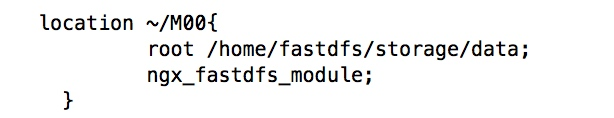 location ~/M00{
root /home/fastdfs/storage/data;
ngx_fastdfs_module;
}